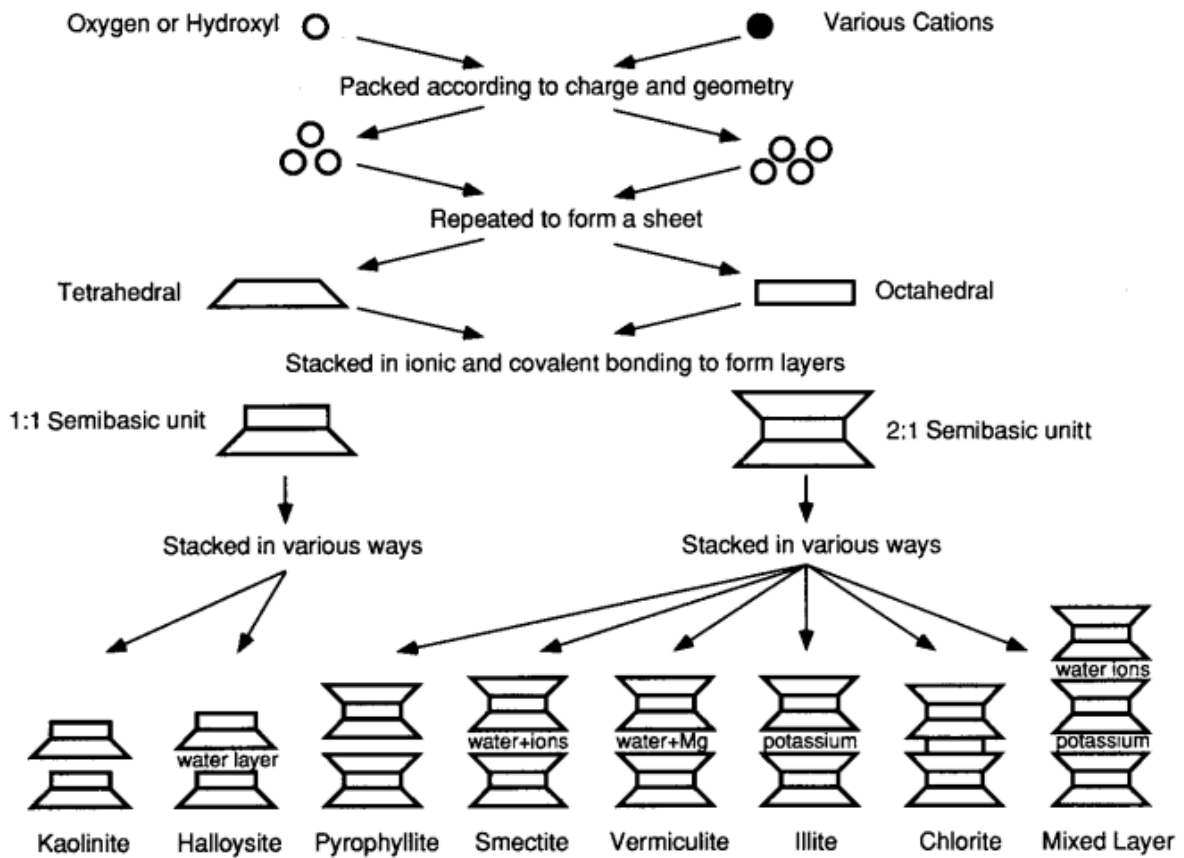 Oxygen or Hydroxyl
Various Cations
Packed according to charge and geometry
Repeated to form a sheet
Tetrahedral
Octahedral
Stacked in ionic and covalent bonding to form layers
1:1 Semibasic unit
2:1 Semibasic unitt
Stacked in various ways
Stacked in various ways
water ions
water layer
water+ions
water+Mg
potassium
potassium
Kaolinite
Halloysite
Pyrophyllite
Smectite
Vermiculite
Illite
Chlorite
Mixed Layer